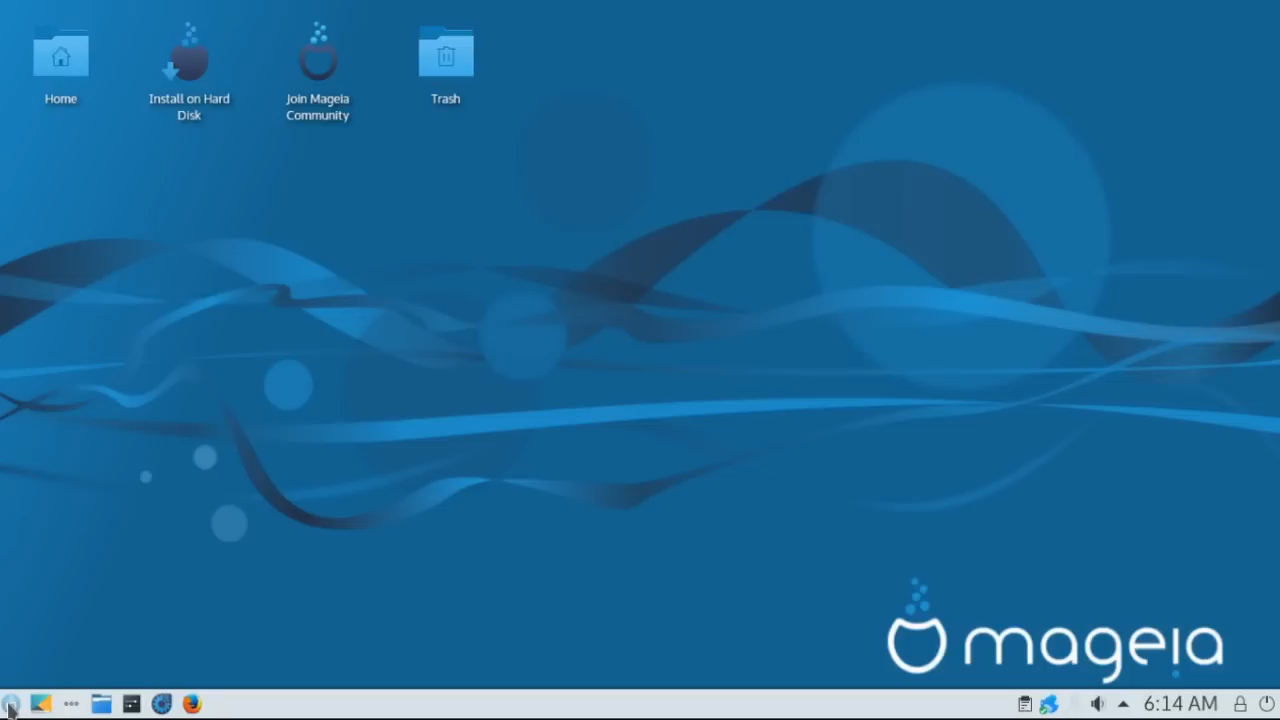 Home
Install on Hard
Disk
Join Mageia
Community
Trash
mageia
6:14 AM